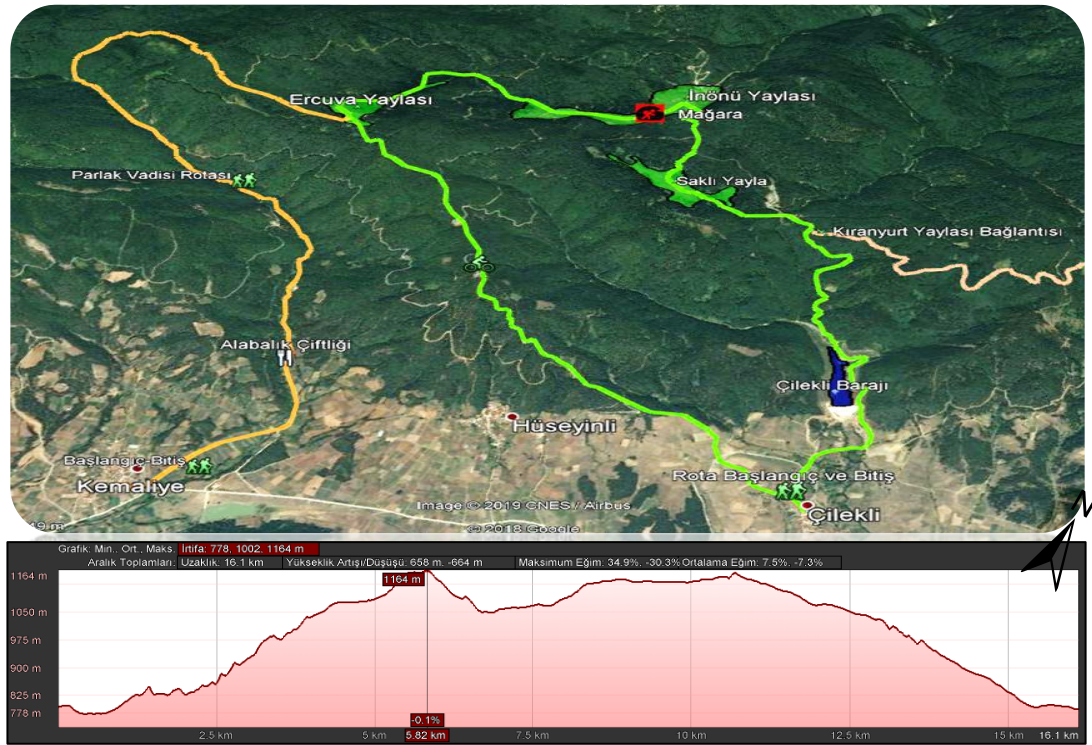 Ercuva Yaylası
İnönü Yaylası
Mağara
Parlak Vadisi Rotası
Saklı Yayla
Kıranyurt Yaylası Bağlantısı
Alabalık Çiftliği
Çilekli Barajı
Hüseyinli
Başlangıç-Bitiş
Kemaliye
Rota Başlangıç ve Bitiş
Çilekli
Image © 2019 CNES / Airbus
© 2018 Google
49 m
N
Grafik: Min., Ort., Maks. İrtifa: 778, 1002, 1164 m
Aralık Toplamları: Uzaklık: 16.1 km Yükseklik Artışı/Düşüşü: 658 m, -664 m Maksimum Eğim: 34.9%, -30.3% Ortalama Eğim: 7.5%, -7.3%
1164 m
1164 m
1050 m
975 m
900 m
825 m
778 m
-0.1%
2.5 km
5 km
5.82 km
7.5 km
10 km
12.5 km
15 km
16.1 km